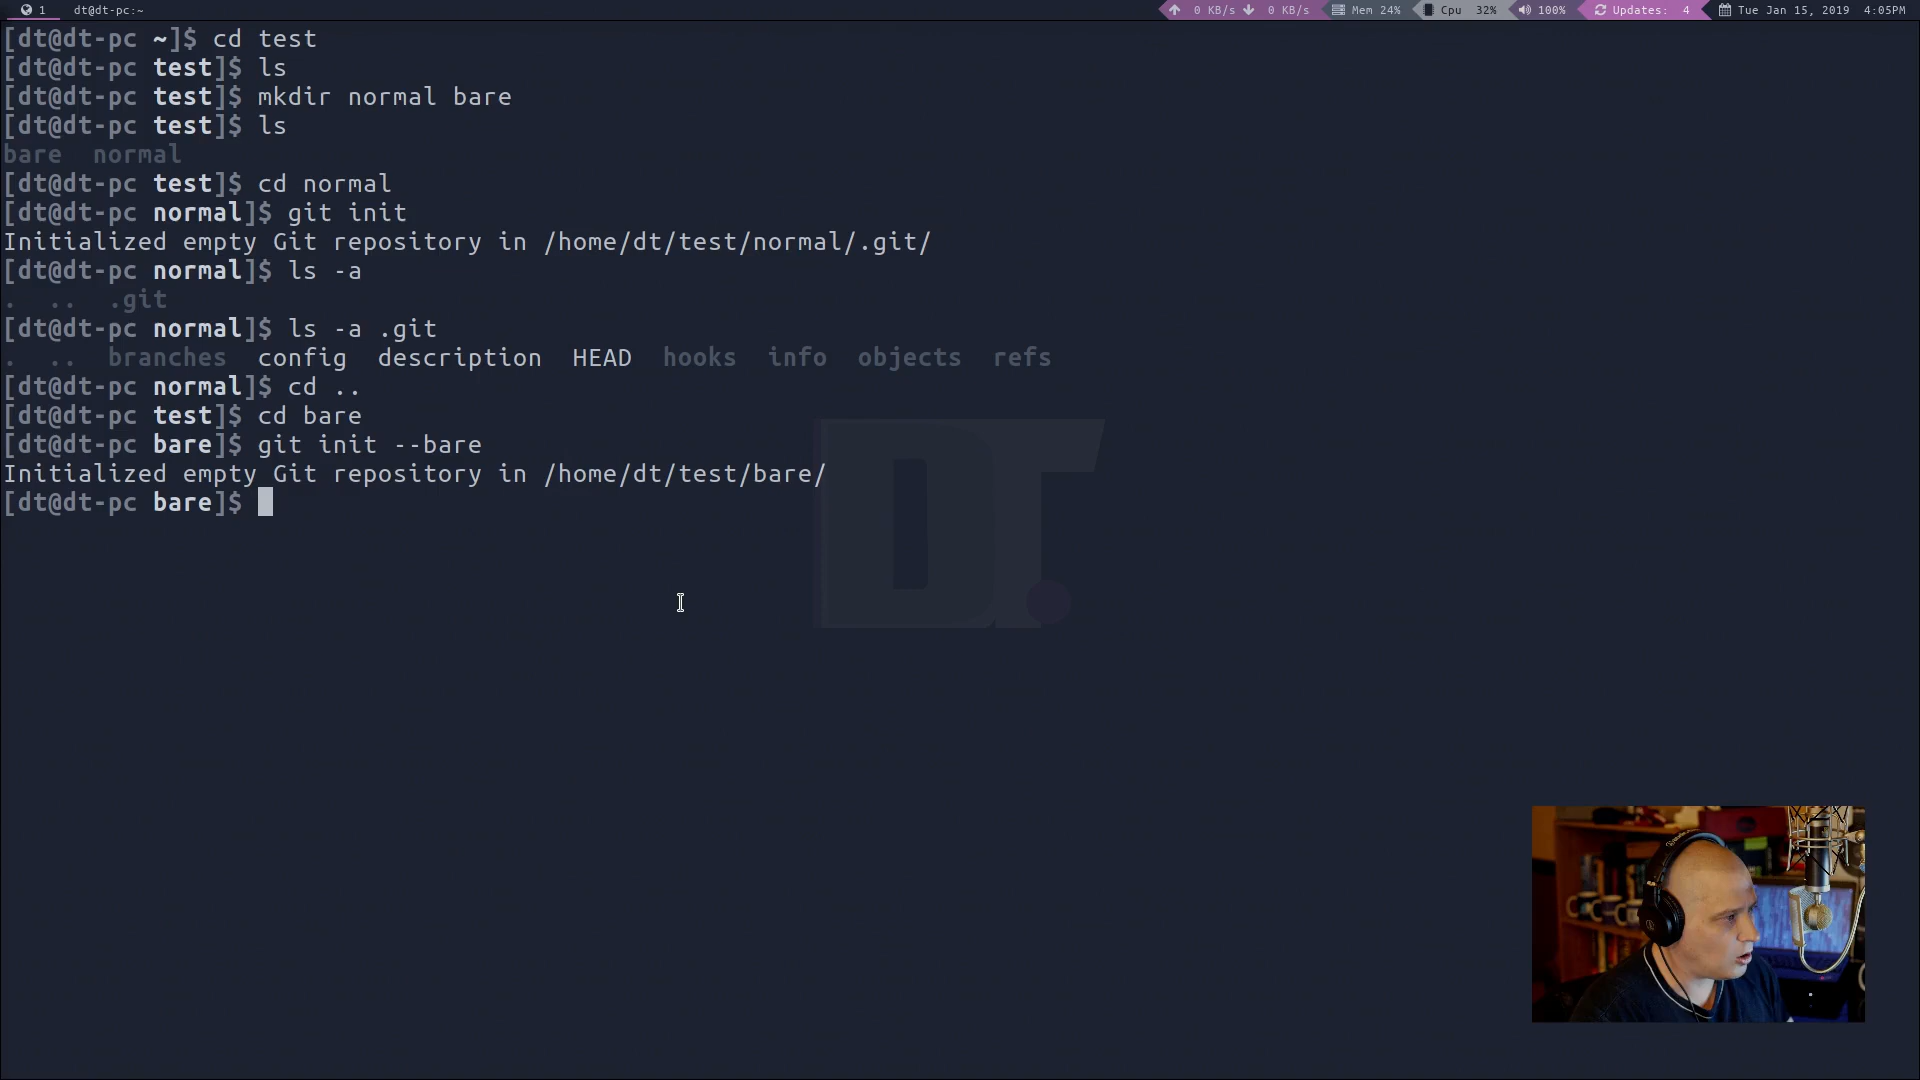 1 dt@dt-pc:~ 0 KB/s 0 KB/s Mem 24% Cpu 32% 100% Updates: 4 Tue Jan 15, 2019 4:05PM
[dt@dt-pc ~]$ cd test
[dt@dt-pc test]$ ls
[dt@dt-pc test]$ mkdir normal bare
[dt@dt-pc test]$ ls
bare normal
[dt@dt-pc test]$ cd normal
[dt@dt-pc normal]$ git init
Initialized empty Git repository in /home/dt/test/normal/.git/
[dt@dt-pc normal]$ ls -a
. .. .git
[dt@dt-pc normal]$ ls -a .git
. .. branches config description HEAD hooks info objects refs
[dt@dt-pc normal]$ cd ..
[dt@dt-pc test]$ cd bare
[dt@dt-pc bare]$ git init --bare
Initialized empty Git repository in /home/dt/test/bare/
[dt@dt-pc bare]$
DT.